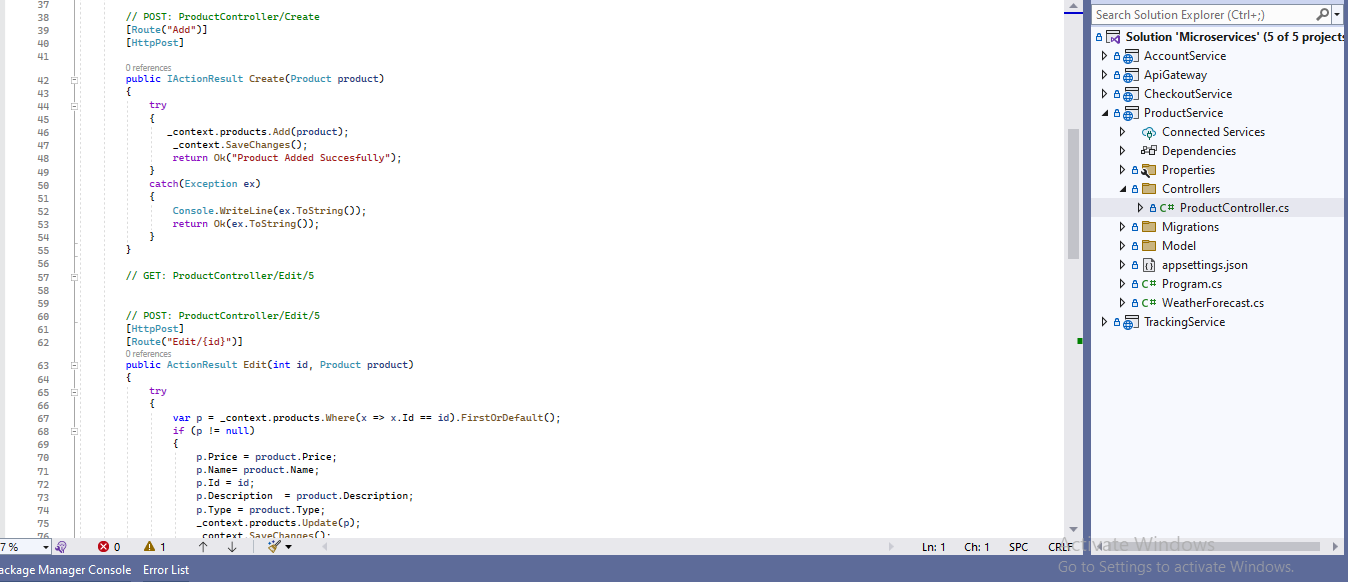 37
38 // POST: ProductController/Create
39 [Route("Add")]
40 [HttpPost]
41
0 references
42 public IActionResult Create(Product product)
43 {
44 try
45 {
46 _context.products.Add(product);
47 _context.SaveChanges();
48 return Ok("Product Added Succesfully");
49 }
50 catch(Exception ex)
51 {
52 Console.WriteLine(ex.ToString());
53 return Ok(ex.ToString());
54 }
55 }
56
57 // GET: ProductController/Edit/5
58
59
60 // POST: ProductController/Edit/5
61 [HttpPost]
62 [Route("Edit/{id}")]
0 references
63 public ActionResult Edit(int id, Product product)
64 {
65 try
66 {
67 var p = _context.products.Where(x => x.Id == id).FirstOrDefault();
68 if (p != null)
69 {
70 p.Price = product.Price;
71 p.Name= product.Name;
72 p.Id = id;
73 p.Description  = product.Description;
74 p.Type = product.Type;
75 _context.products.Update(p);
76 _context.SaveChanges();
7 %
0
1
Ln: 1
Ch: 1
SPC
CRLF
ackage Manager Console
Error List
Search Solution Explorer (Ctrl+;)
Solution 'Microservices' (5 of 5 projects
AccountService
ApiGateway
CheckoutService
ProductService
Connected Services
Dependencies
Properties
Controllers
C# ProductController.cs
Migrations
Model
appsettings.json
C# Program.cs
C# WeatherForecast.cs
TrackingService
Activate Windows
Go to Settings to activate Windows.